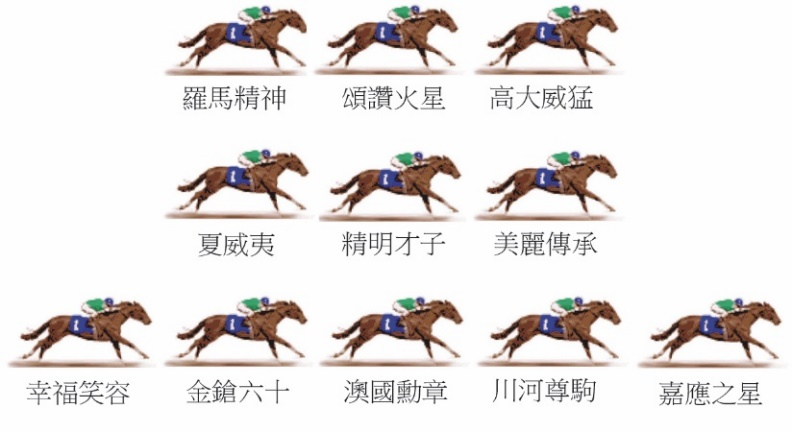 羅馬精神 頌讚火星 高大威猛
夏威夷 精明才子 美麗傳承
幸福笑容 金鎗六十 澳國勳章 川河尊駒 嘉應之星